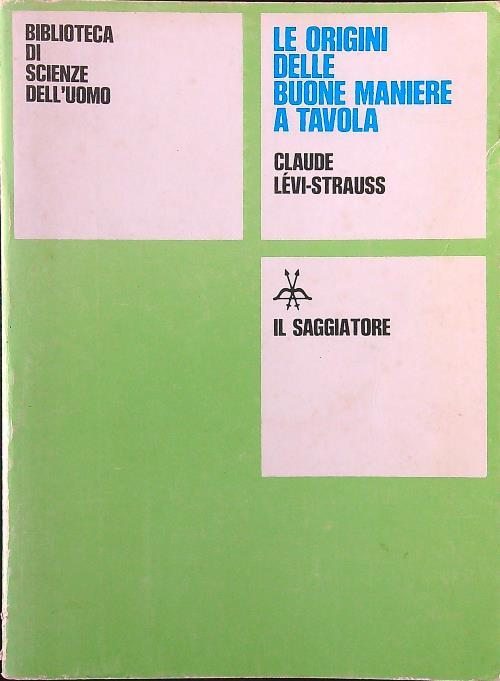 BIBLIOTECA
DI
SCIENZE
DELL'UOMO
LE ORIGINI
DELLE
BUONE MANIERE
A TAVOLA
CLAUDE
LÉVI-STRAUSS
IL SAGGIATORE